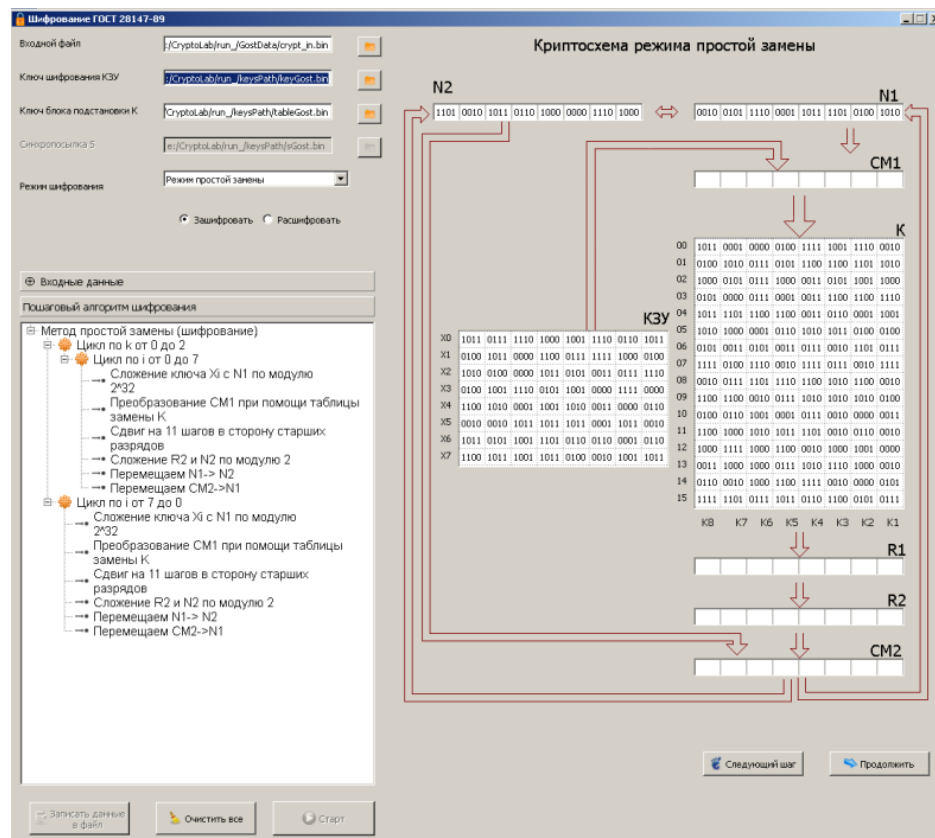 Шифрование ГОСТ 28147-89
Входной файл
:/CryptoLab/run_/GostData/crypt_in.bin
Ключ шифрования КЗУ
:/CryptoLab/run_/keysPath/keyGost.bin
Ключ блока подстановки К
/CryptoLab/run_/keysPath/tableGost.bin
Синхропосылка S
e:/CryptoLab/run_/keysPath/sGost.bin
Режим шифрования
Режим простой замены
Зашифровать Расшифровать
Входные данные
Пошаговый алгоритм шифрования
Метод простой замены (шифрование)
Цикл по k от 0 до 2
Цикл по i от 0 до 7
Сложение ключа Xi с N1 по модулю
2^32
Преобразование СМ1 при помощи таблицы
замены К
Сдвиг на 11 шагов в сторону старших
разрядов
Сложение R2 и N2 по модулю 2
Перемещаем N1-> N2
Перемещаем СМ2->N1
Цикл по i от 7 до 0
Сложение ключа Xi с N1 по модулю
2^32
Преобразование СМ1 при помощи таблицы
замены К
Сдвиг на 11 шагов в сторону старших
разрядов
Сложение R2 и N2 по модулю 2
Перемещаем N1-> N2
Перемещаем СМ2->N1
Записать данные
в файл
Очистить все
Старт
Криптосхема режима простой замены
N2
1101 0010 1011 0110 1000 0000 1110 1000
N1
0010 0101 1110 0001 1011 1101 0100 1010
СМ1
К
00 1011 0001 0000 0100 1111 1001 1110 0010
01 0100 1010 0111 0101 1100 1100 1101 1010
02 1000 0101 0111 1000 0011 0101 1001 1000
03 0101 0000 0111 0001 0011 1100 1100 1110
04 1011 1101 1100 1100 0011 0110 0001 1001
05 1010 1000 0001 0110 1010 1011 0100 0100
06 0101 0011 0101 0011 0111 0010 1101 0111
07 1111 0100 1110 0010 1111 0111 0010 1111
08 0010 0111 1101 1110 1100 1001 1110 0010
09 1100 1100 0010 0111 1010 1010 1010 0100
10 0100 0110 1001 0001 0111 0010 0000 0011
11 1100 1000 1010 1011 1101 0010 0110 0010
12 1000 1111 1000 1100 0010 1000 1001 0000
13 0011 1000 1000 0111 1010 1110 1000 0010
14 0110 0010 1000 1100 1111 0010 0000 0101
15 1111 1101 0111 1011 0110 1100 0101 0111
К8 К7 К6 К5 К4 К3 К2 К1
КЗУ
X0 1011 0111 1110 1000 1001 1110 0110 1011
X1 0100 1011 0000 1100 0111 1111 1000 0100
X2 1010 0100 0000 1011 0101 0011 0111 1110
X3 0100 1001 1110 0101 1001 0000 1111 0000
X4 1100 1010 0001 1001 1010 0011 0000 0110
X5 0010 0010 1011 1011 1011 0001 1011 0010
X6 1011 0101 1001 1101 0110 0110 0001 0110
X7 1100 1011 1001 1011 0100 0010 1001 1011
R1
R2
СМ2
Следующий шаг
Продолжить